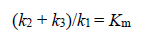 (k2 + k3)/k1 = Km